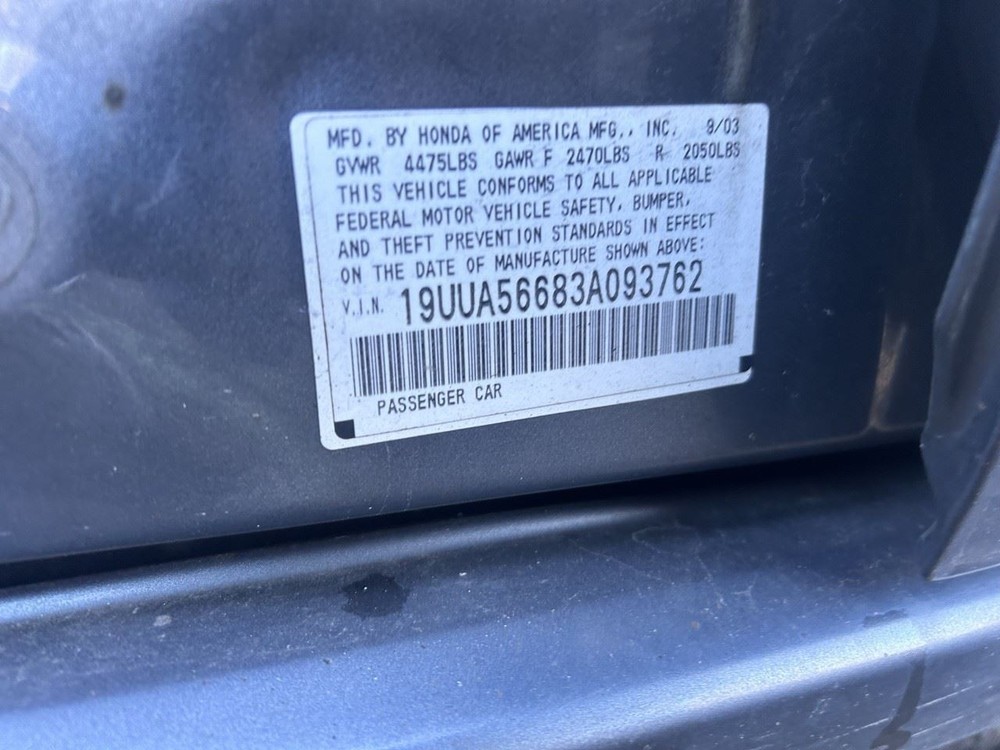 MFD. BY HONDA OF AMERICA MFG., INC. 9/03
GVWR 4475LBS GAWR F 2470LBS R 2050LBS
THIS VEHICLE CONFORMS TO ALL APPLICABLE
FEDERAL MOTOR VEHICLE SAFETY, BUMPER,
AND THEFT PREVENTION STANDARDS IN EFFECT
ON THE DATE OF MANUFACTURE SHOWN ABOVE:
V.I.N. 19UUA56683A093762
PASSENGER CAR